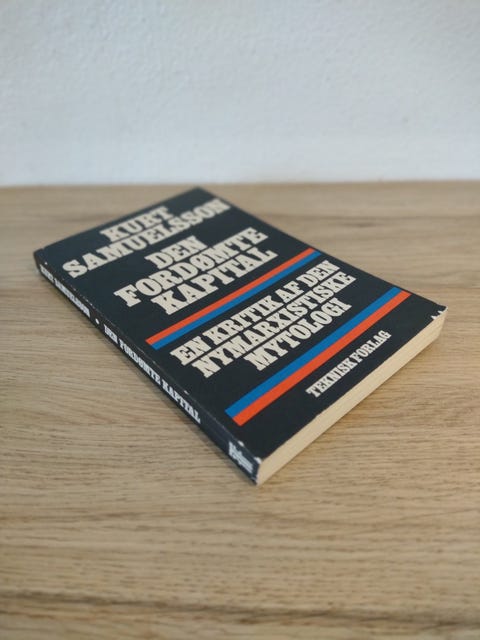 KURT
SAMUELSSON
DEN
FORDØMTE
KAPITAL
EN KRITIK AF DEN
NYMARXISTISKE
MYTOLOGI
TEKNISK FORLAG
KURT SAMUELSSON • DEN FORDØMTE KAPITAL